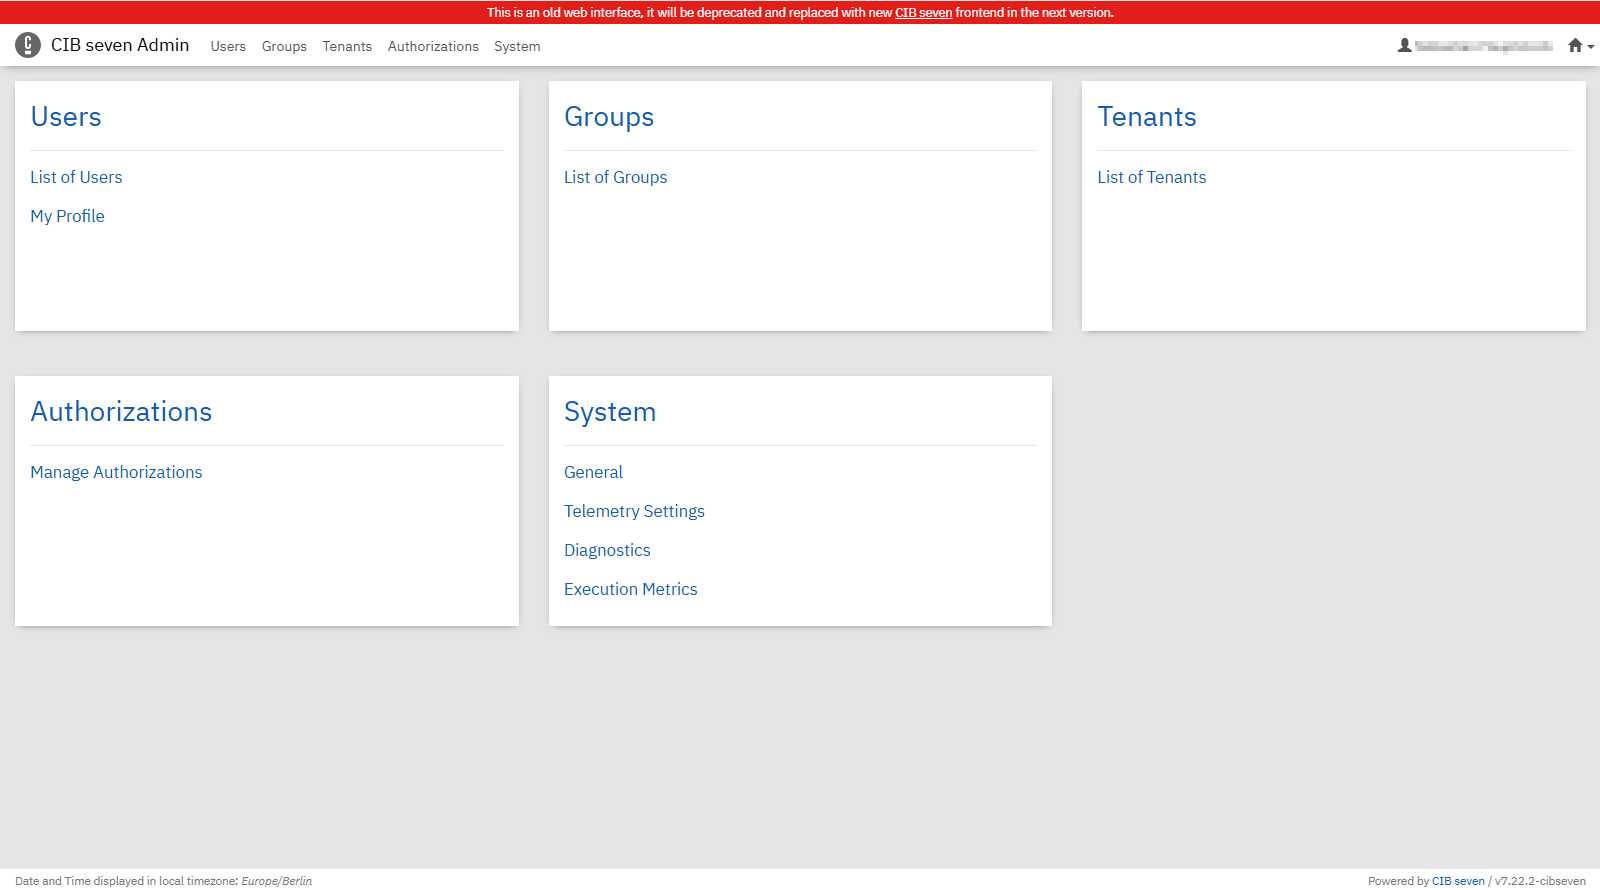 This is an old web interface, it will be deprecated and replaced with new CIB seven frontend in the next version.
CIB seven Admin Users Groups Tenants Authorizations System
Users
List of Users
My Profile
Groups
List of Groups
Tenants
List of Tenants
Authorizations
Manage Authorizations
System
General
Telemetry Settings
Diagnostics
Execution Metrics
Date and Time displayed in local timezone: Europe/Berlin
Powered by CIB seven / v7.22.2-cibseven